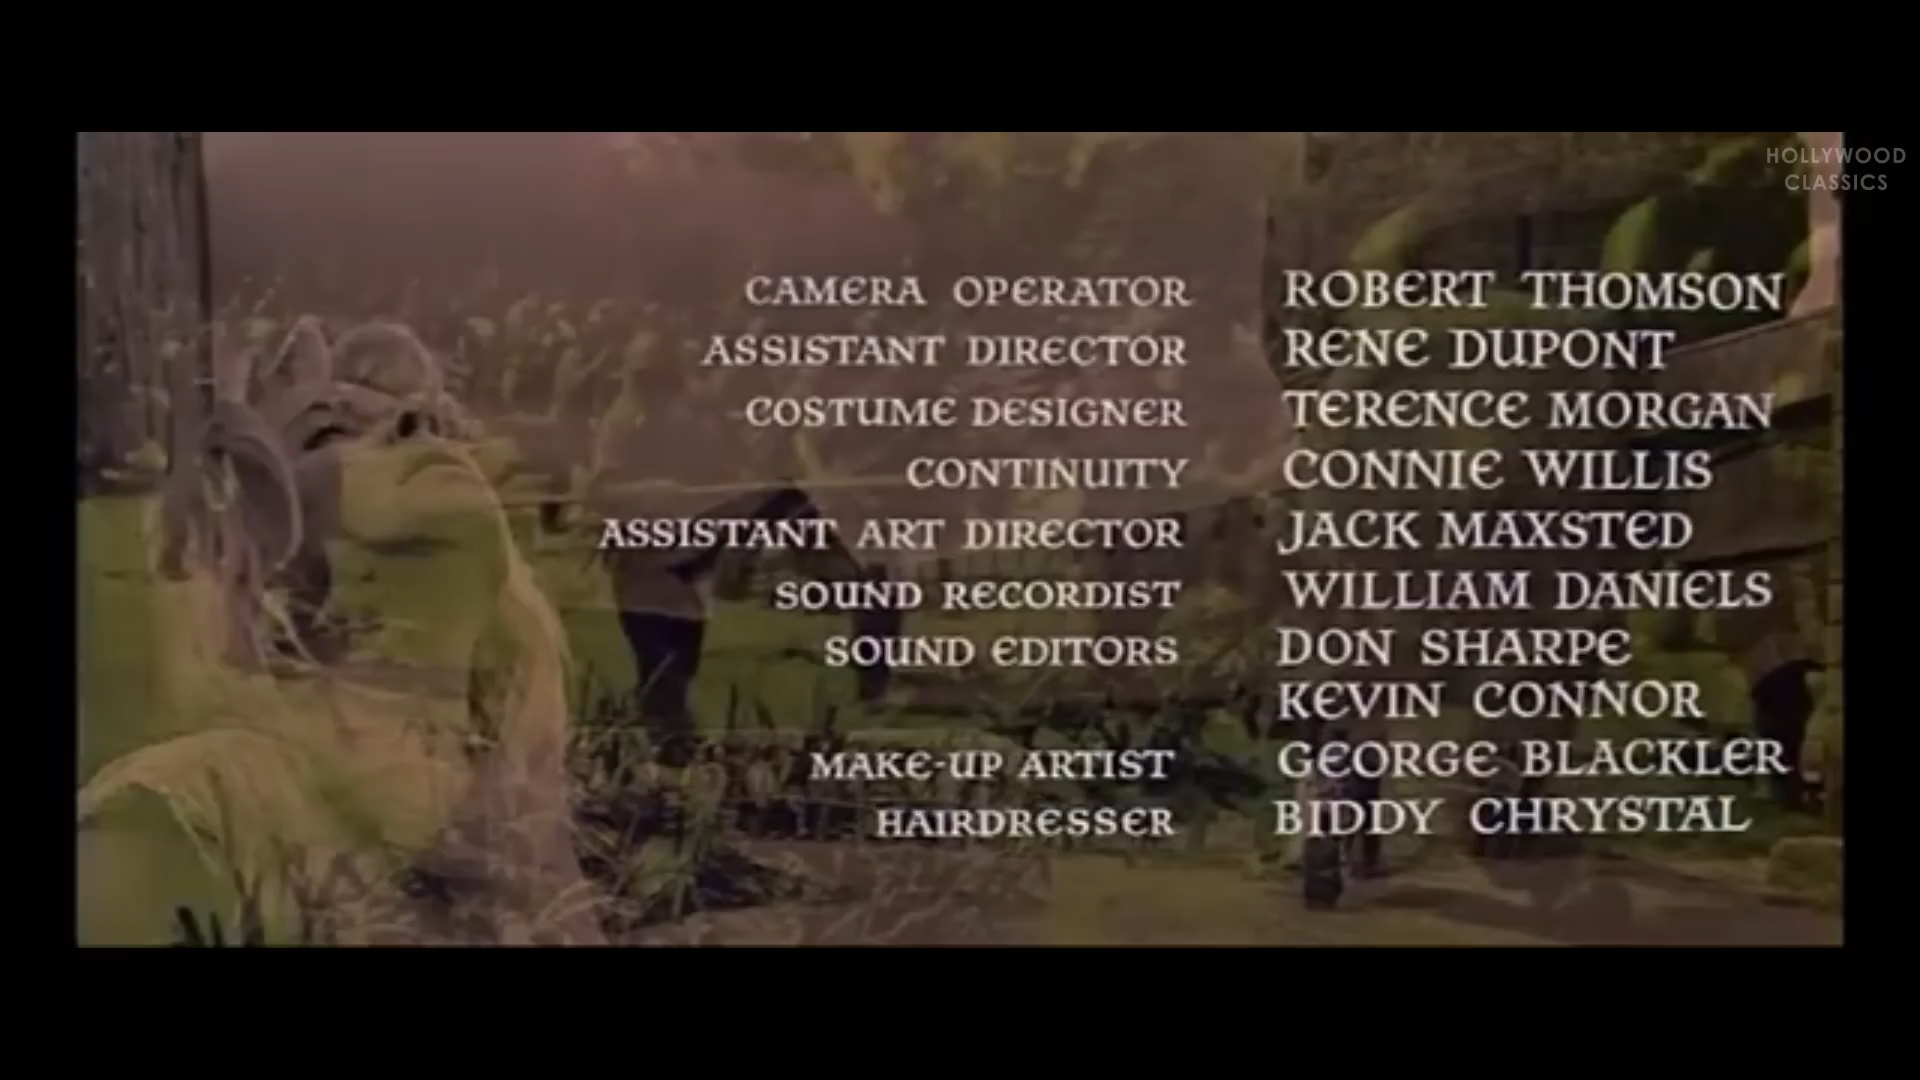 HOLLYWOOD
CLASSICS
CAMERA OPERATOR ROBERT THOMSON
ASSISTANT DIRECTOR RENE DUPONT
COSTUME DESIGNER TERENCE MORGAN
CONTINUITY CONNIE WILLIS
ASSISTANT ART DIRECTOR JACK MAXSTED
SOUND RECORDIST WILLIAM DANIELS
SOUND EDITORS DON SHARPE
KEVIN CONNOR
MAKE-UP ARTIST GEORGE BLACKLER
HAIRDRESSER BIDDY CHRYSTAL